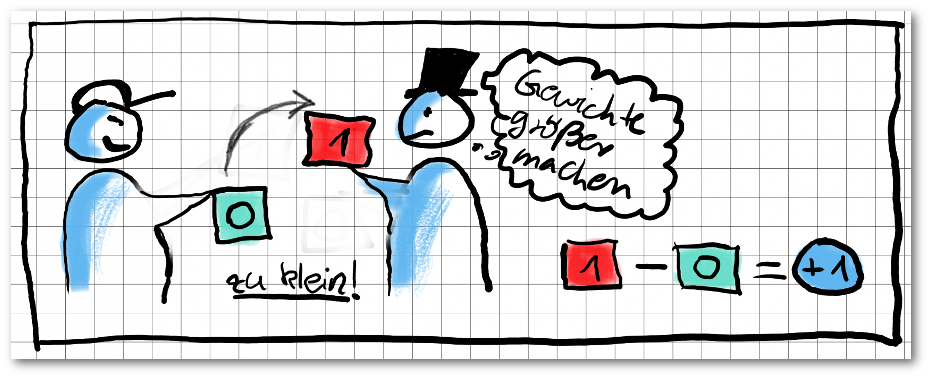 Gewichte
größer
machen
1
0
zu klein!
1 - 0 = +1